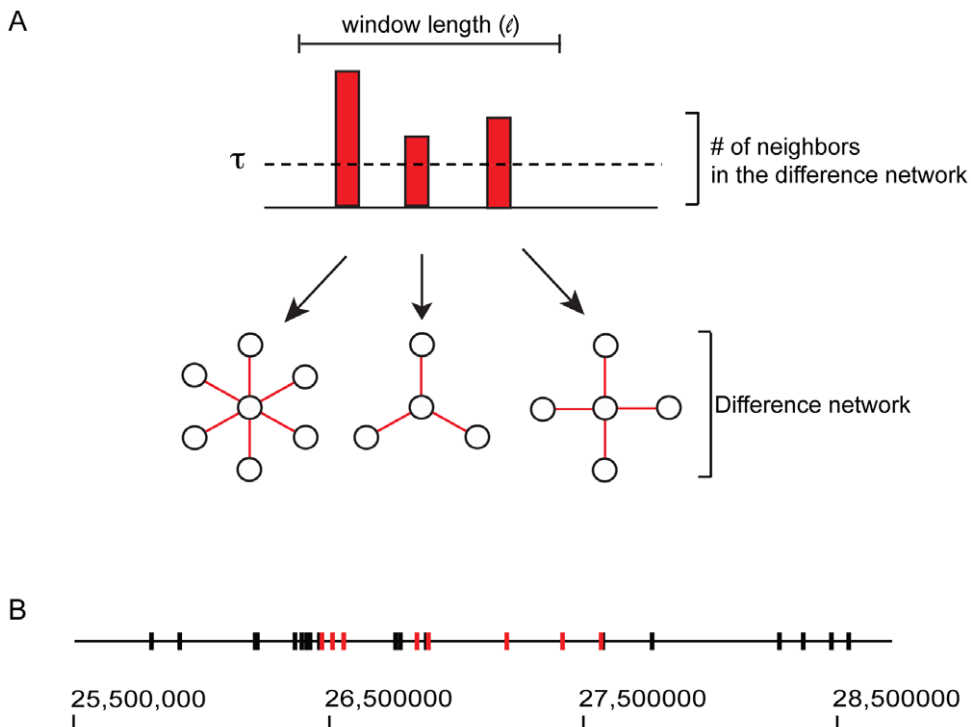 A
window length (ℓ)
τ
# of neighbors
in the difference network
Difference network
B
25,500,000
26,500000
27,500000
28,500000